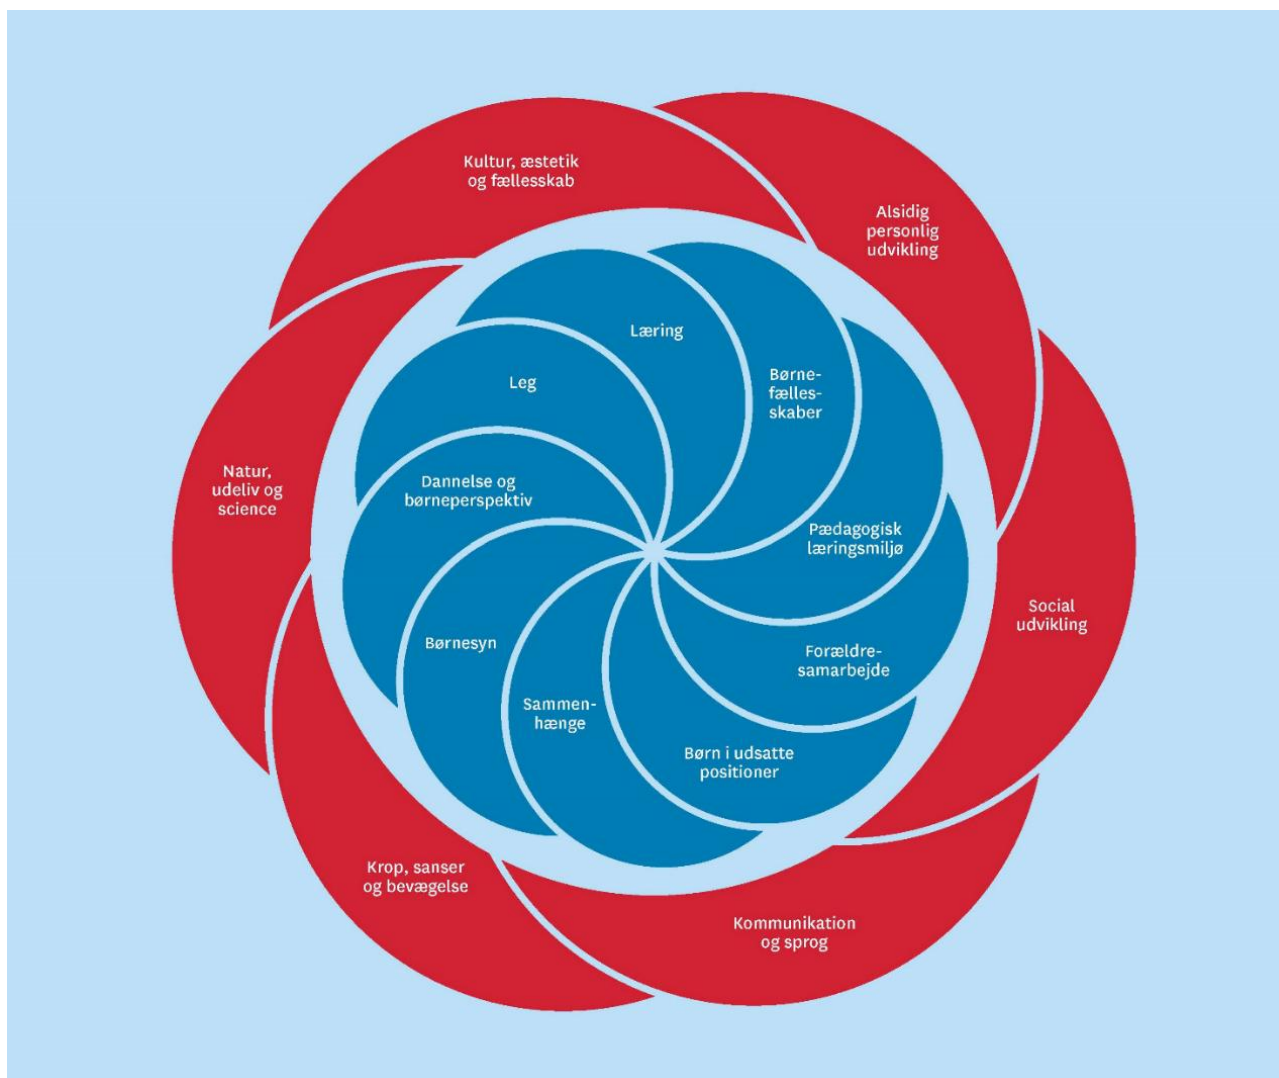 Kultur, æstetik
og fællesskab
Alsidig
personlig
udvikling
Læring
Børne-
fælles-
skaber
Leg
Natur,
udeliv og
science
Dannelse og
børneperspektiv
Pædagogisk
læringsmiljø
Social
udvikling
Børnesyn
Forældre-
samarbejde
Sammen-
hænge
Børn i udsatte
positioner
Krop, sanser
og bevægelse
Kommunikation
og sprog